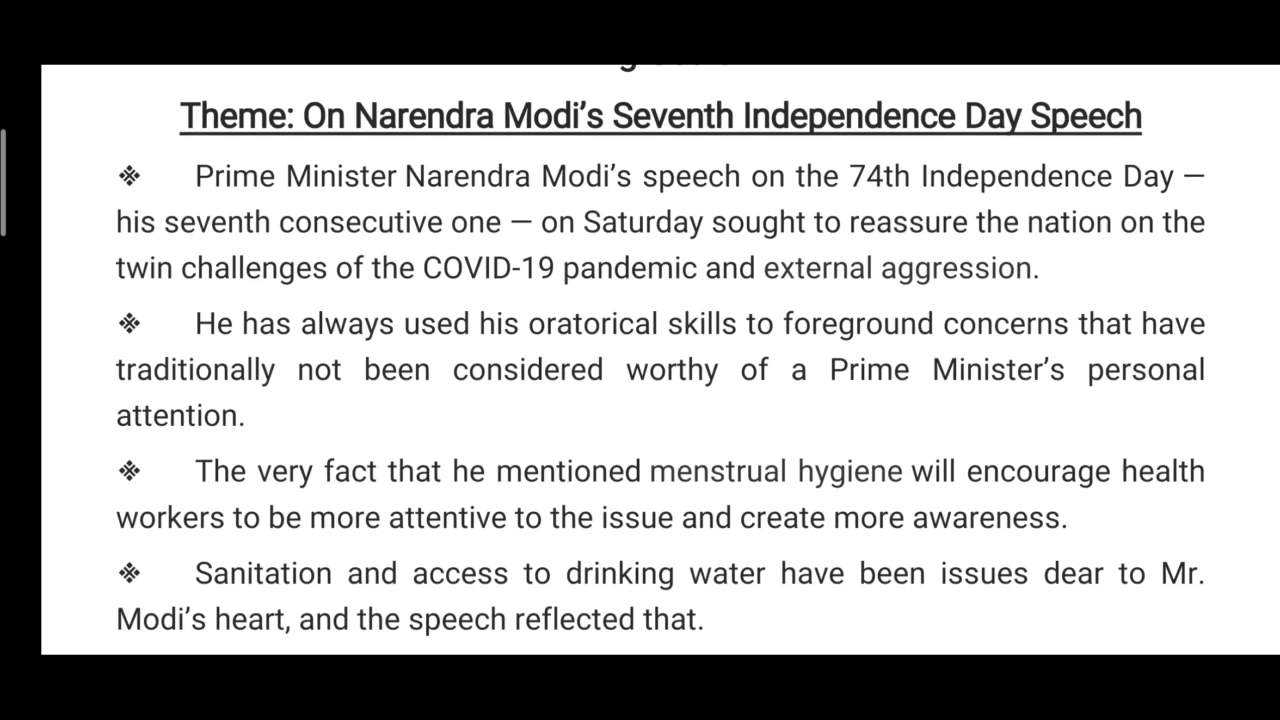 Theme: On Narendra Modi’s Seventh Independence Day Speech
❖ Prime Minister Narendra Modi’s speech on the 74th Independence Day —
his seventh consecutive one — on Saturday sought to reassure the nation on the
twin challenges of the COVID-19 pandemic and external aggression.
❖ He has always used his oratorical skills to foreground concerns that have
traditionally not been considered worthy of a Prime Minister’s personal
attention.
❖ The very fact that he mentioned menstrual hygiene will encourage health
workers to be more attentive to the issue and create more awareness.
❖ Sanitation and access to drinking water have been issues dear to Mr.
Modi’s heart, and the speech reflected that.